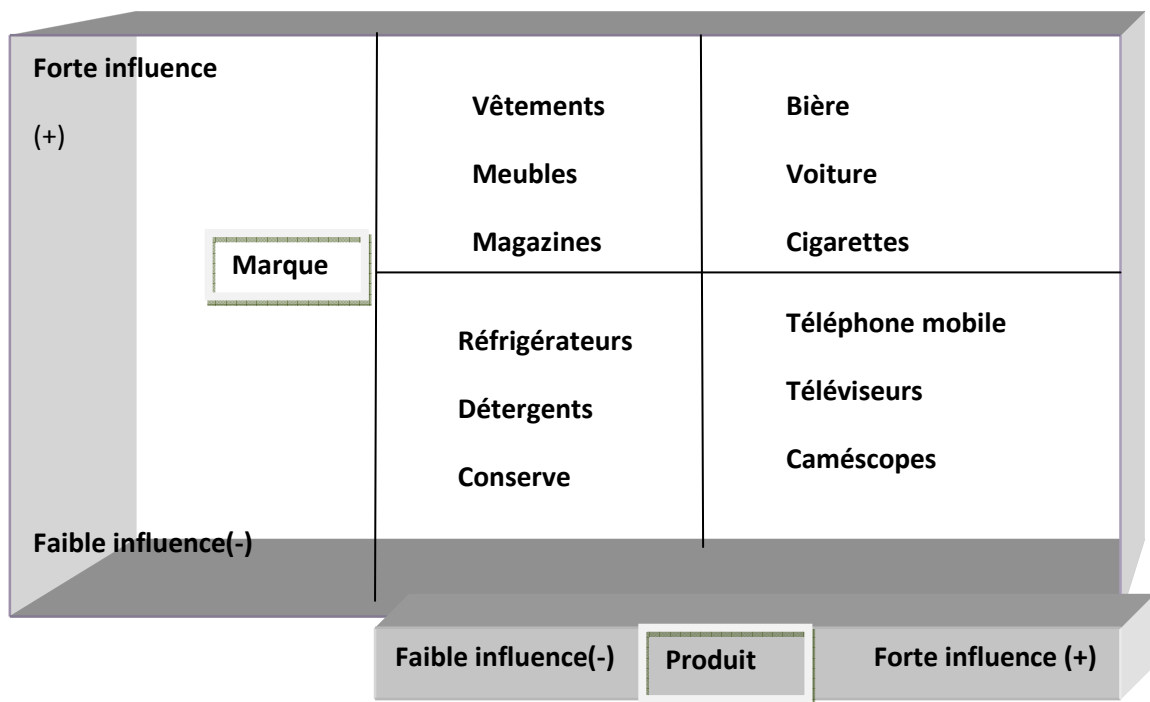 Forte influence
(+)
Vêtements
Meubles
Magazines
Bière
Voiture
Cigarettes
Marque
Réfrigérateurs
Détergents
Conserve
Téléphone mobile
Téléviseurs
Caméscopes
Faible influence(-)
Faible influence(-)
Produit
Forte influence (+)